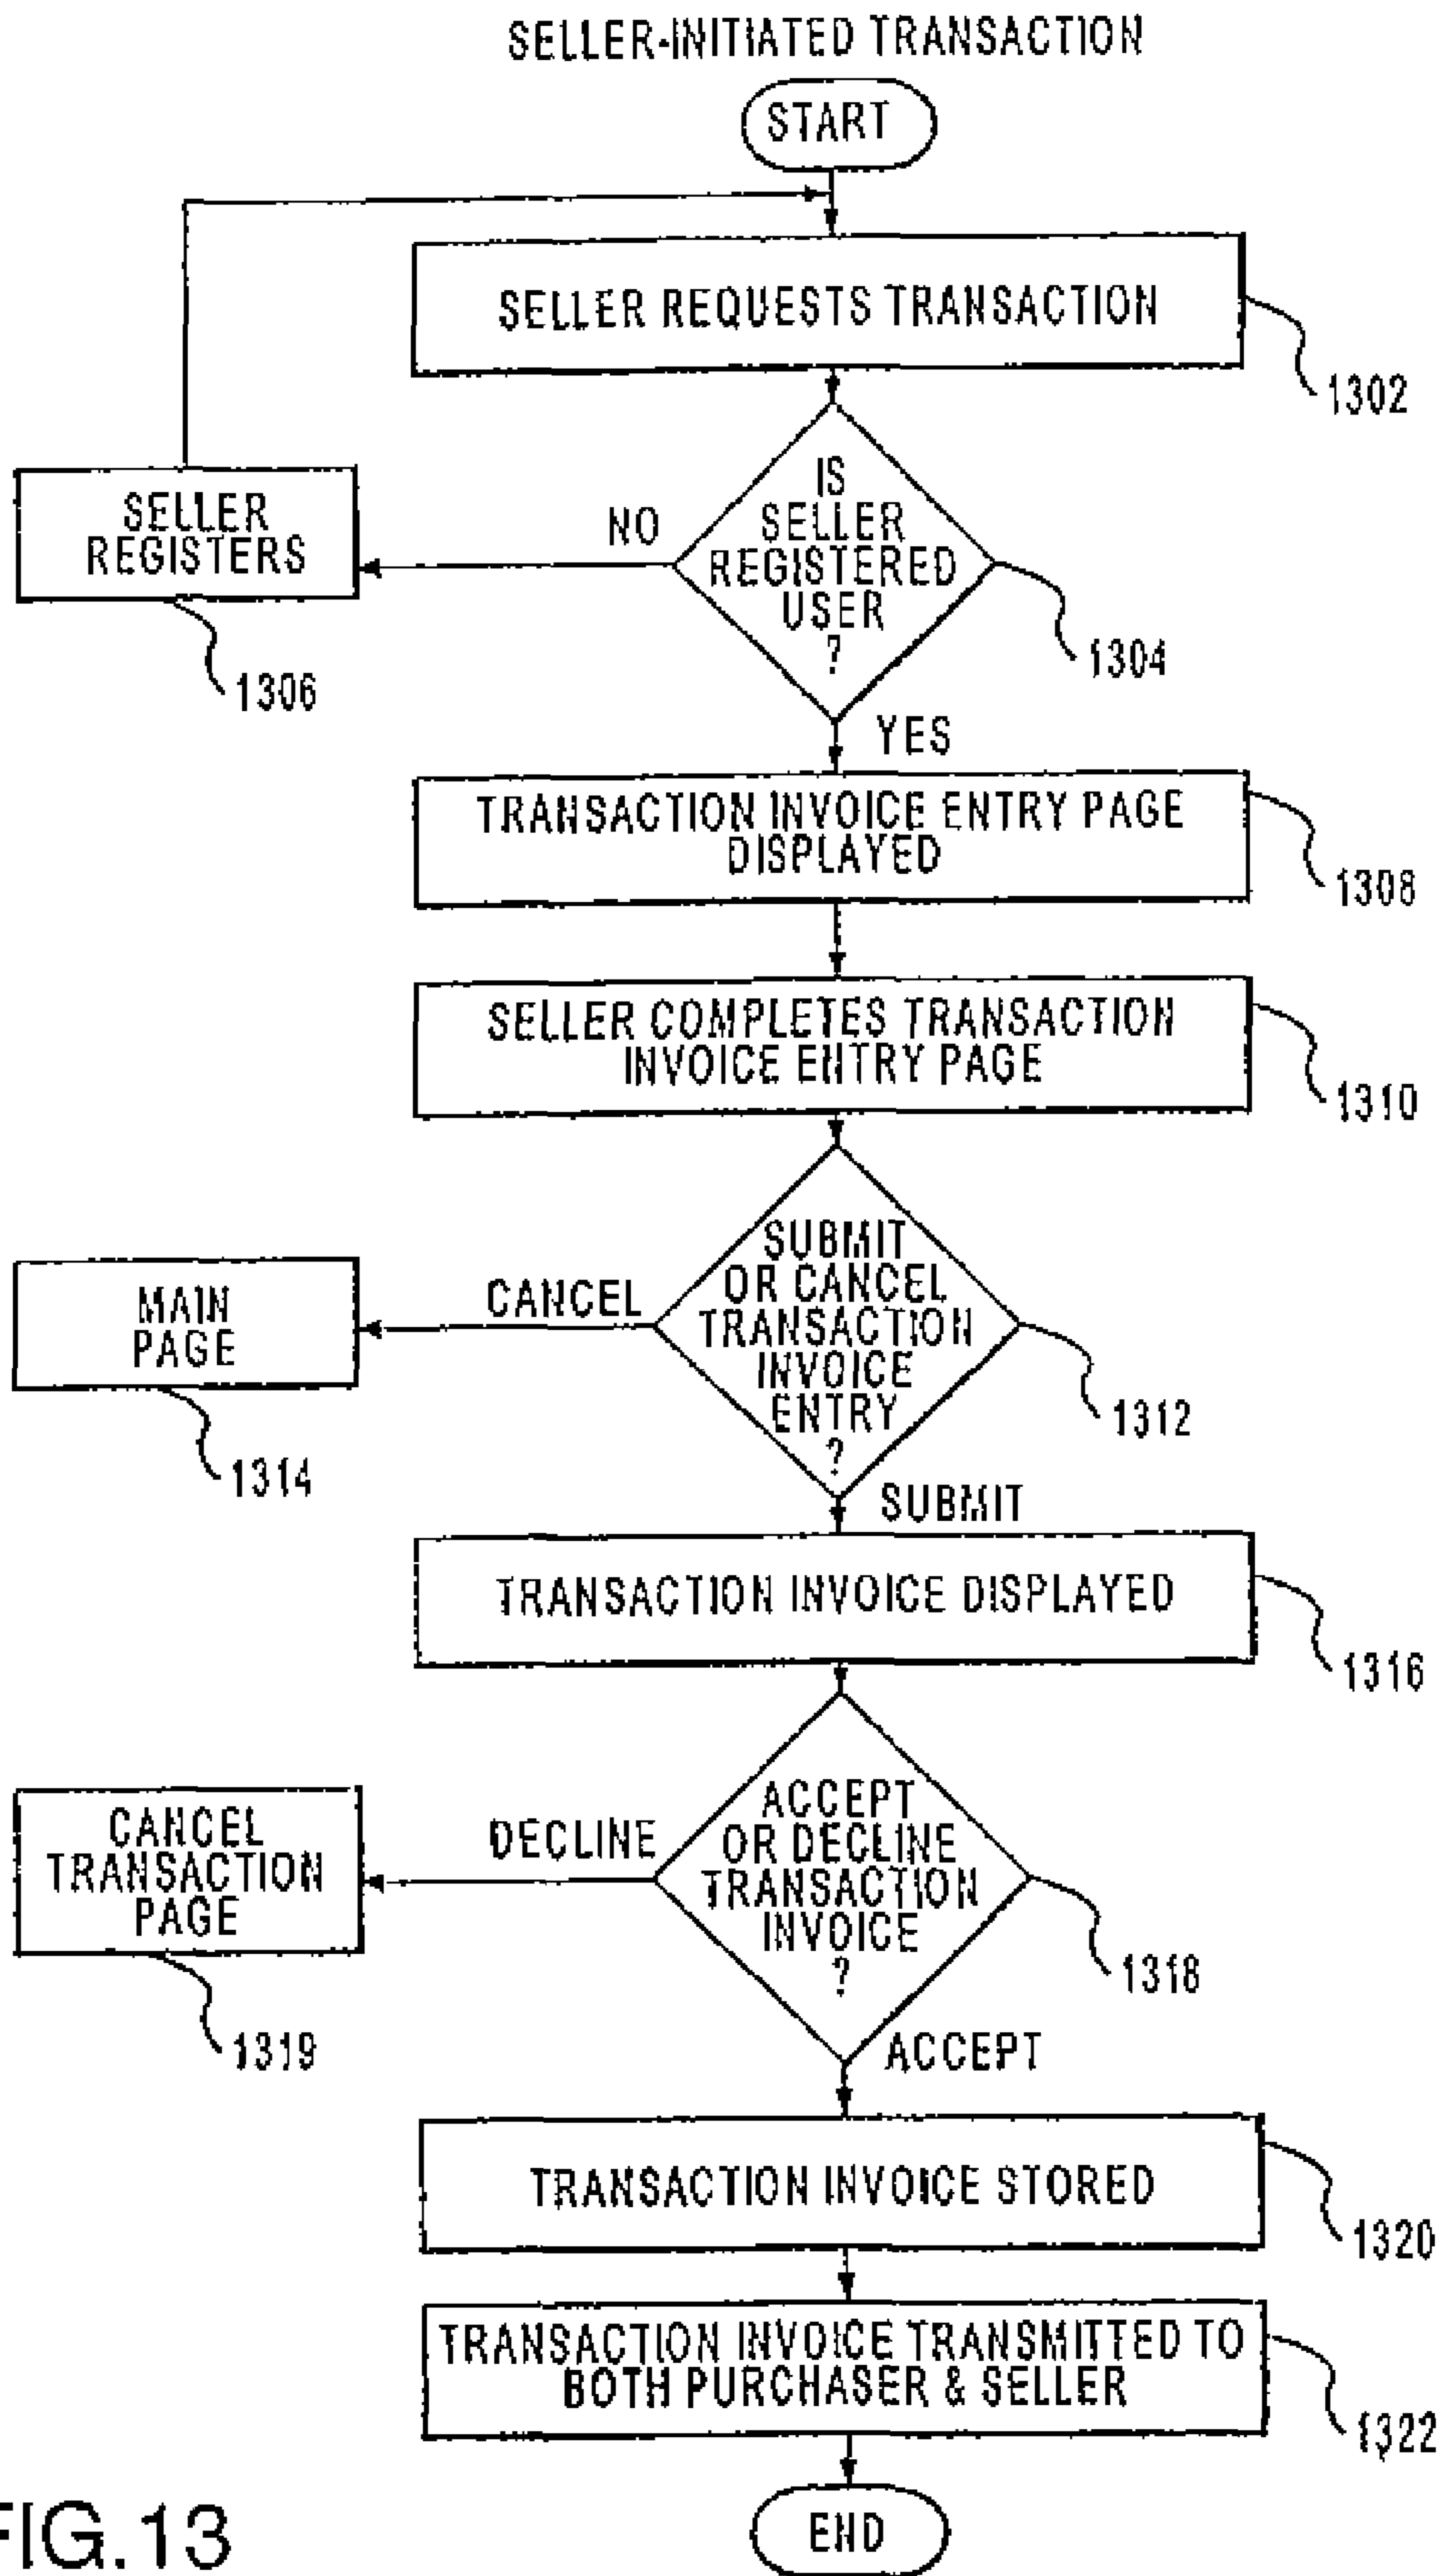 SELLER-INITIATED TRANSACTION
START
SELLER REQUESTS TRANSACTION
1302
IS
SELLER
REGISTERED
USER
?
NO
SELLER
REGISTERS
1304
1306
YES
TRANSACTION INVOICE ENTRY PAGE
DISPLAYED
1308
SELLER COMPLETES TRANSACTION
INVOICE ENTRY PAGE
1310
SUBMIT
OR CANCEL
TRANSACTION
INVOICE
ENTRY
?
CANCEL
MAIN
PAGE
1312
1314
SUBMIT
TRANSACTION INVOICE DISPLAYED
1316
ACCEPT
OR DECLINE
TRANSACTION
INVOICE
?
DECLINE
CANCEL
TRANSACTION
PAGE
1318
1319
ACCEPT
TRANSACTION INVOICE STORED
1320
TRANSACTION INVOICE TRANSMITTED TO
BOTH PURCHASER & SELLER
1322
END
FIG.13